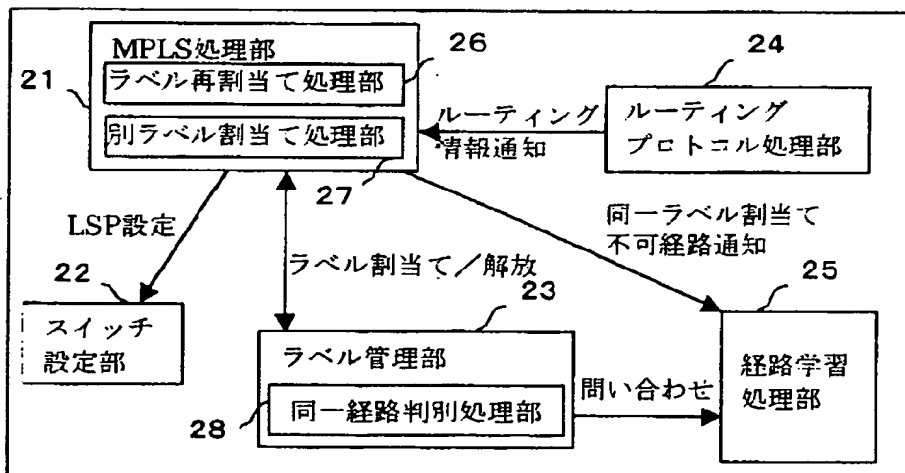 MPLS処理部
26
24
21
ラベル再割当て処理部
別ラベル割当て処理部
27
ルーティング
情報通知
ルーティング
プロトコル処理部
LSP設定
ラベル割当て／解放
同一ラベル割当て
不可経路通知
22
スイッチ
設定部
23
ラベル管理部
28
同一経路判別処理部
問い合わせ
25
経路学習
処理部